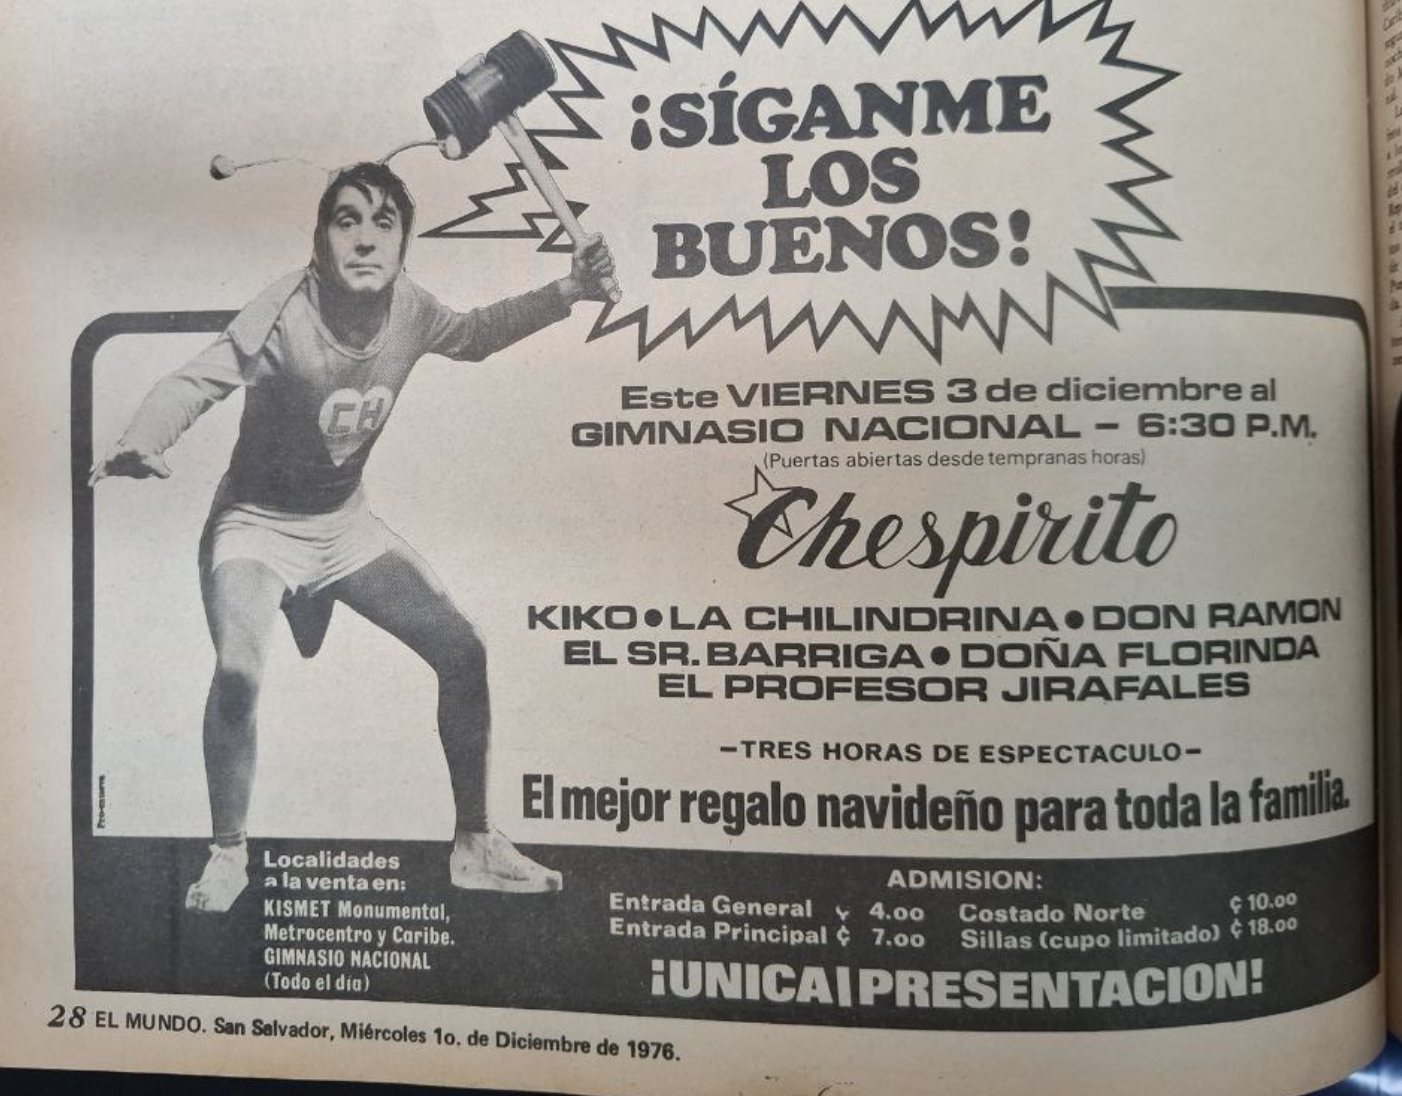 ¡SÍGANME
LOS
BUENOS!
CH
Este VIERNES 3 de diciembre al
GIMNASIO NACIONAL - 6:30 P.M.
(Puertas abiertas desde tempranas horas)
Chespirito
KIKO • LA CHILINDRINA • DON RAMON
EL SR. BARRIGA • DOÑA FLORINDA
EL PROFESOR JIRAFALES
-TRES HORAS DE ESPECTACULO-
El mejor regalo navideño para toda la familia.
Localidades
a la venta en:
KISMET Monumental,
Metrocentro y Caribe.
GIMNASIO NACIONAL
(Todo el día)
ADMISION:
Entrada General ₡ 4.00 Costado Norte ₡ 10.00
Entrada Principal ₡ 7.00 Sillas (cupo limitado) ₡ 18.00
¡UNICA PRESENTACION!
28 EL MUNDO. San Salvador, Miércoles 1o. de Diciembre de 1976.